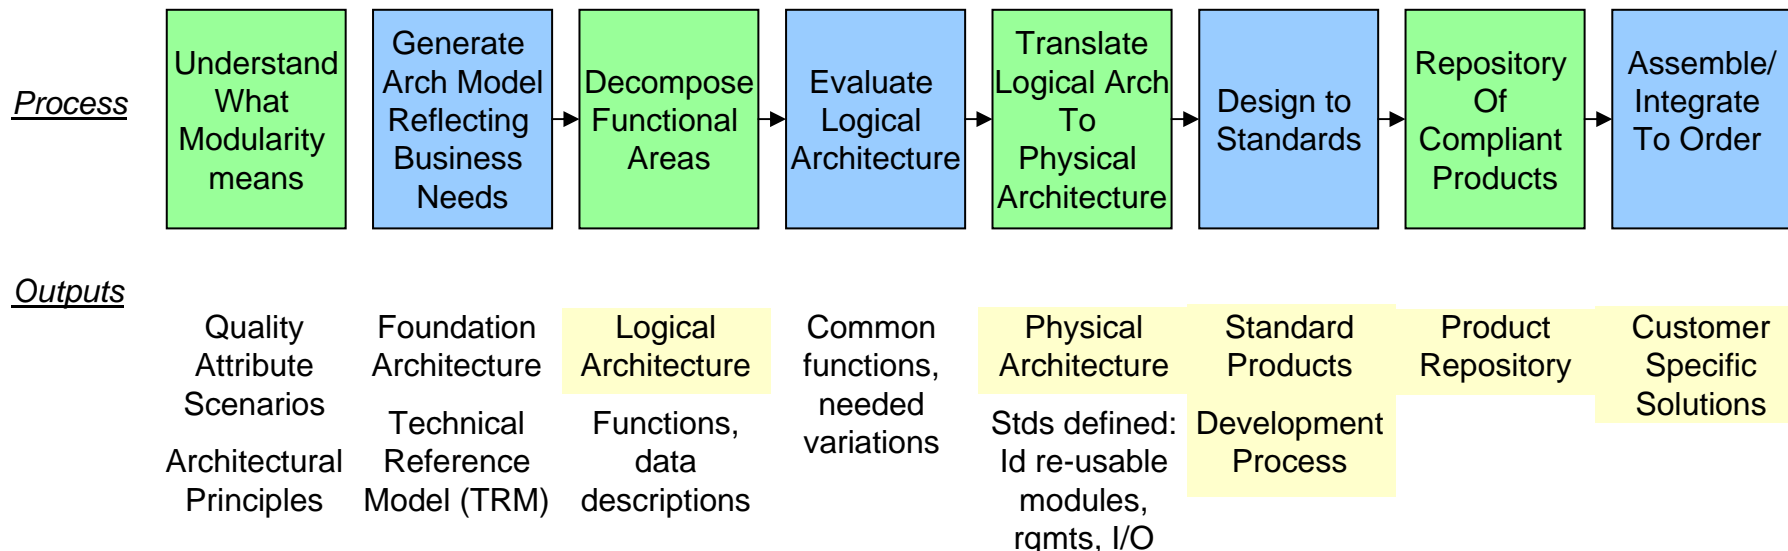 Process
Understand
What
Modularity
means
Generate
Arch Model
Reflecting
Business
Needs
Decompose
Functional
Areas
Evaluate
Logical
Architecture
Translate
Logical Arch
To
Physical
Architecture
Design to
Standards
Repository
Of
Compliant
Products
Assemble/
Integrate
To Order
Outputs
Quality
Attribute
Scenarios
Architectural
Principles
Foundation
Architecture
Technical
Reference
Model (TRM)
Logical
Architecture
Functions,
data
descriptions
Common
functions,
needed
variations
Physical
Architecture
Stds defined:
Id re-usable
modules,
rqmts, I/O
Standard
Products
Development
Process
Product
Repository
Customer
Specific
Solutions